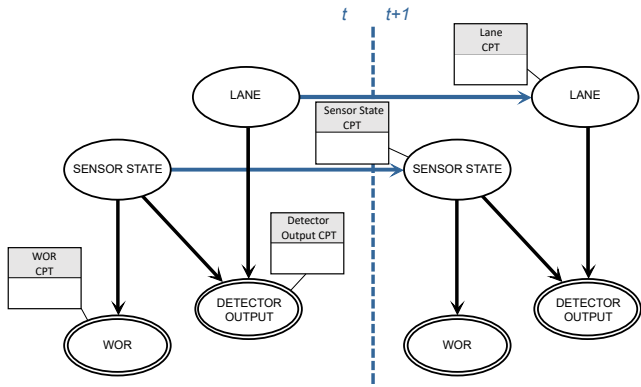 t
t+1
Lane
CPT
LANE
LANE
Sensor State
CPT
SENSOR STATE
SENSOR STATE
Detector
Output CPT
WOR
CPT
DETECTOR
OUTPUT
DETECTOR
OUTPUT
WOR
WOR